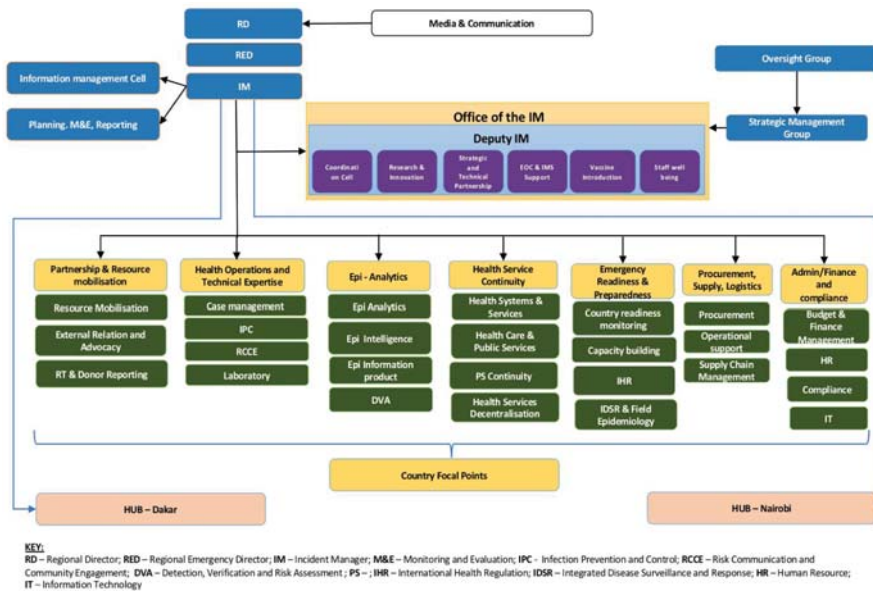 RD
Media & Communication
RED
Information management Cell
IM
Oversight Group
Planning. M&E, Reporting
Office of the IM
Strategic Management
Group
Deputy IM
Coordinati
on Cell
Research &
Innovation
Strategic
and
Technical
Partnership
EOC & IMS
Support
Vaccine
Introduction
Staff well
being
Partnership & Resource
mobilisation
Resource Mobilisation
External Relation and
Advocacy
RT & Donor Reporting
Health Operations and
Technical Expertise
Case management
IPC
RCCE
Laboratory
Epi - Analytics
Epi Analytics
Epi Intelligence
Epi Information
product
DVA
Health Service
Continuity
Health Systems &
Services
Health Care &
Public Services
PS Continuity
Health Services
Decentralisation
Emergency
Readiness &
Preparedness
Country readiness
monitoring
Capacity building
IHR
IDSR & Field
Epidemiology
Procurement,
Supply, Logistics
Procurement
Operational
support
Supply Chain
Management
Admin/Finance
and
compliance
Budget &
Finance
Management
HR
Compliance
IT
Country Focal Points
HUB – Dakar
HUB – Nairobi
KEY:
RD – Regional Director; RED – Regional Emergency Director; IM – Incident Manager; M&E – Monitoring and Evaluation; IPC - Infection Prevention and Control; RCCE – Risk Communication and
Community Engagement; DVA – Detection, Verification and Risk Assessment ; PS – ; IHR – International Health Regulation; IDSR – Integrated Disease Surveillance and Response; HR – Human Resource;
IT – Information Technology